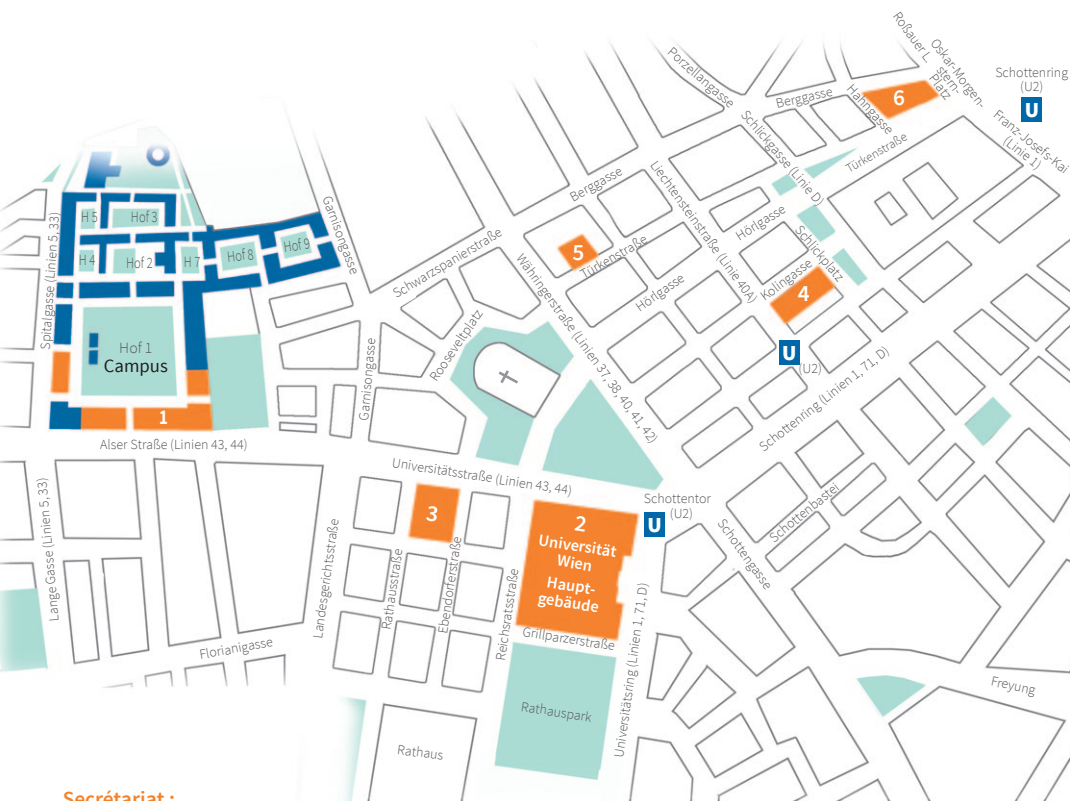 Roßauer L
Oskar-Morgen-
stern-
Platz
Schottenring
(U2)
U
Porzellangasse
Berggasse
Hahngasse
6
Franz-Josefs-Kai
(Linie 1)
Schlickgasse (Linie D)
Türkenstraße
H 5
Hof 3
Garnisongasse
Berggasse
Liechtensteinstraße (Linie 40A)
Hörlgasse
Spitalgasse (Linien 5, 33)
H 4
Hof 2
H 7
Hof 8
Hof 9
Schwarzspanierstraße
5
Türkenstraße
Schlickplatz
Kolingasse
4
Hörlgasse
Währingerstraße (Linien 37, 38, 40, 41, 42)
Hof 1
Campus
Rooseveltplatz
Garnisongasse
U
(U2)
Schottenring (Linien 1, 71, D)
1
Alser Straße (Linien 43, 44)
Universitätsstraße (Linien 43, 44)
Schottentor
(U2)
U
Schottenbastei
Schottengasse
Lange Gasse (Linien 5, 33)
3
2
Universität
Wien
Haupt-
gebäude
Landesgerichtsstraße
Rathausstraße
Ebendorferstraße
Reichsratsstraße
Grillparzerstraße
Universitätsring (Linien 1, 71, D)
Florianigasse
Freyung
Rathauspark
Rathaus
Secrétariat :